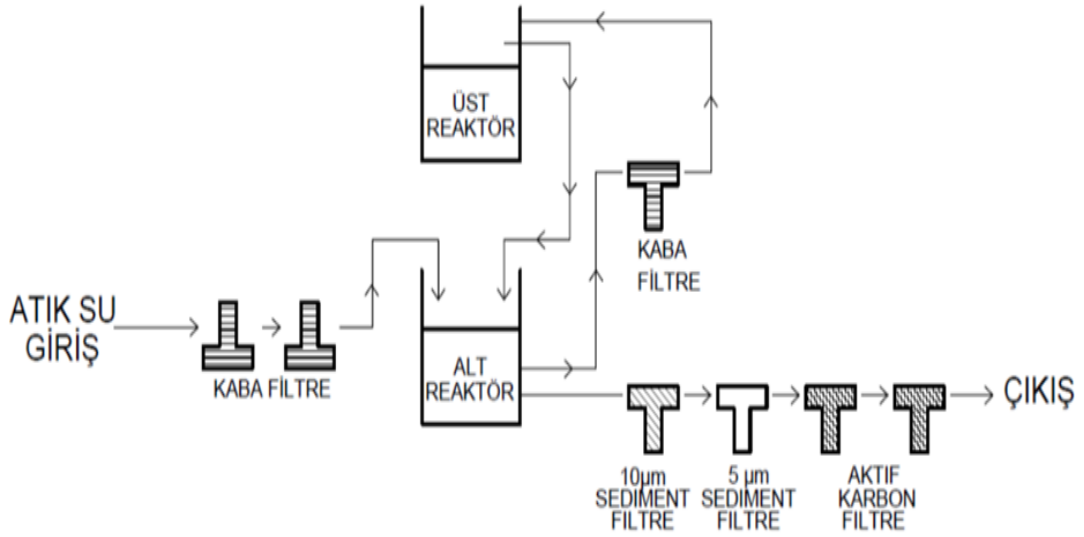 ÜST
REAKTÖR
KABA
FİLTRE
ATIK SU
GİRİŞ
KABA FİLTRE
ALT
REAKTÖR
ÇIKIŞ
10µm
SEDIMENT
FILTRE
5 µm
SEDIMENT
FILTRE
AKTIF
KARBON
FILTRE